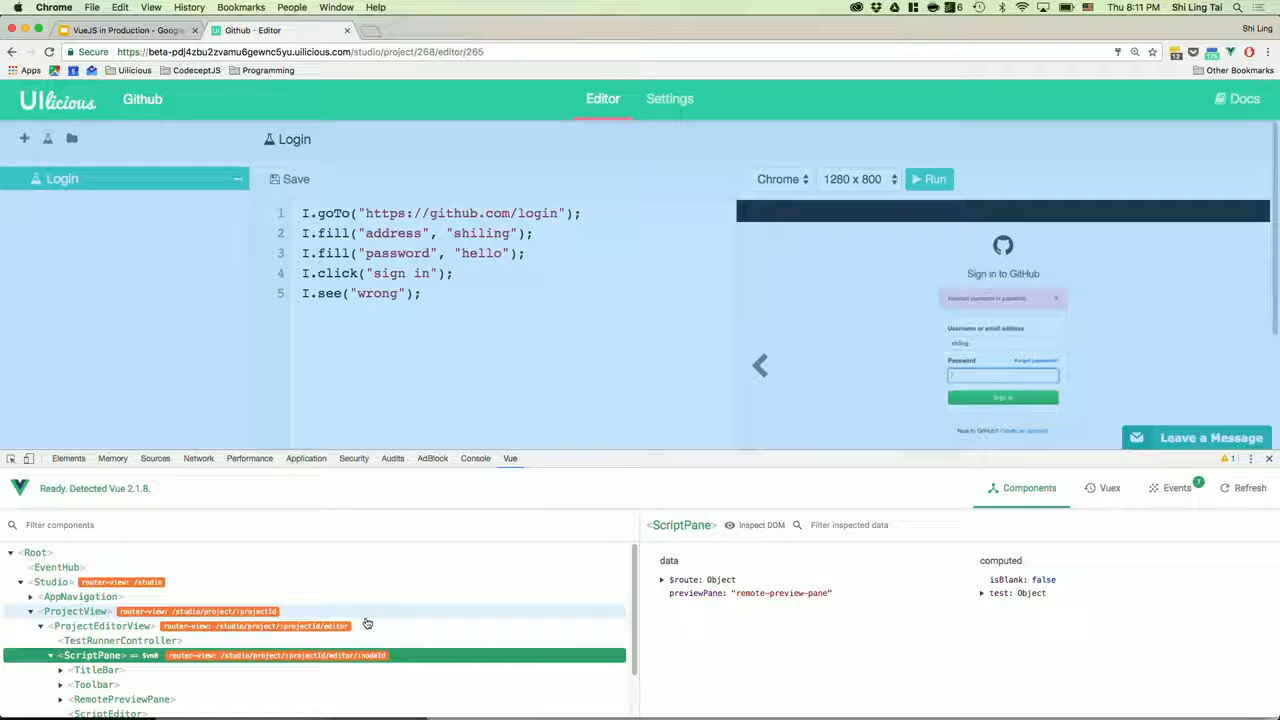 Chrome File Edit View History Bookmarks People Window Help 6 Thu 8:11 PM Shi Ling Tai
VueJS in Production - Google × Github · Editor × Shi Ling
Secure https://beta-pdj4zbu2zvamu6gewnc5yu.uilicious.com/studio/project/268/editor/265
Apps Uilicious CodeceptJS Programming Other Bookmarks
UIlicious Github Editor Settings Docs
Login
Login ...
Save Chrome 1280 x 800 Run
1 I.goTo("https://github.com/login");
2 I.fill("address", "shiling");
3 I.fill("password", "hello");
4 I.click("sign in");
5 I.see("wrong");
Sign in to GitHub
Incorrect username or password. ×
Username or email address
shiling
Password Forgot password?
Sign in
New to GitHub? Create an account.
Leave a Message
Elements Memory Sources Network Performance Application Security Audits AdBlock Console Vue 1
Ready. Detected Vue 2.1.8. Components Vuex Events 7 Refresh
Filter components
<ScriptPane> Inspect DOM Filter inspected data
<Root>
<EventHub>
<Studio> router-view: /studio
<AppNavigation>
<ProjectView> router-view: /studio/project/:projectId
<ProjectEditorView> router-view: /studio/project/:projectId/editor
<TestRunnerController>
<ScriptPane> == $vm0 router-view: /studio/project/:projectId/editor/:nodeId
<TitleBar>
<Toolbar>
<RemotePreviewPane>
<ScriptEditor>
data
$route: Object
previewPane: "remote-preview-pane"
computed
isBlank: false
test: Object